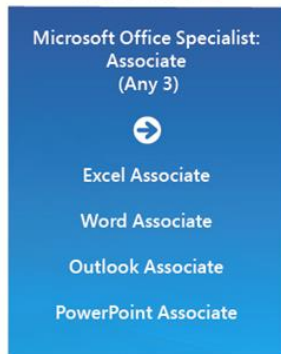 Microsoft Office Specialist:
Associate
(Any 3)
Excel Associate
Word Associate
Outlook Associate
PowerPoint Associate